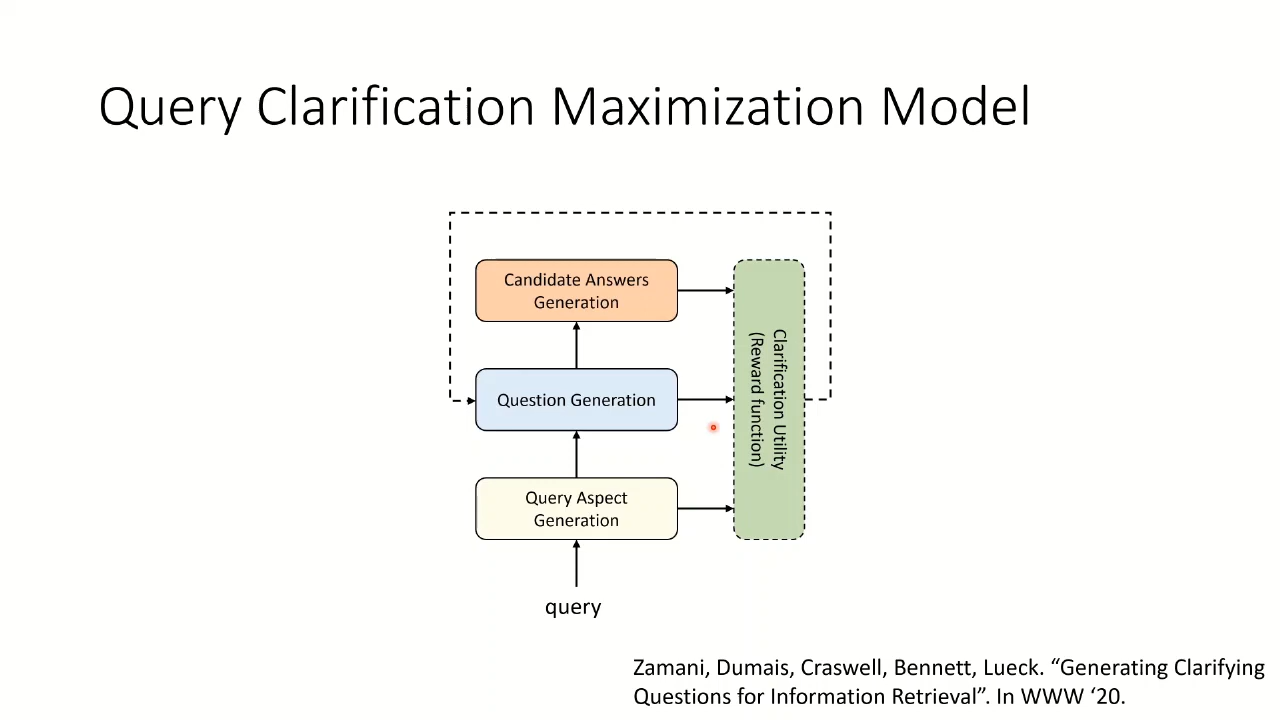 Query Clarification Maximization Model
Candidate Answers
Generation
Question Generation
Query Aspect
Generation
query
Clarification Utility
(Reward function)
Zamani, Dumais, Craswell, Bennett, Lueck. “Generating Clarifying
Questions for Information Retrieval”. In WWW ‘20.